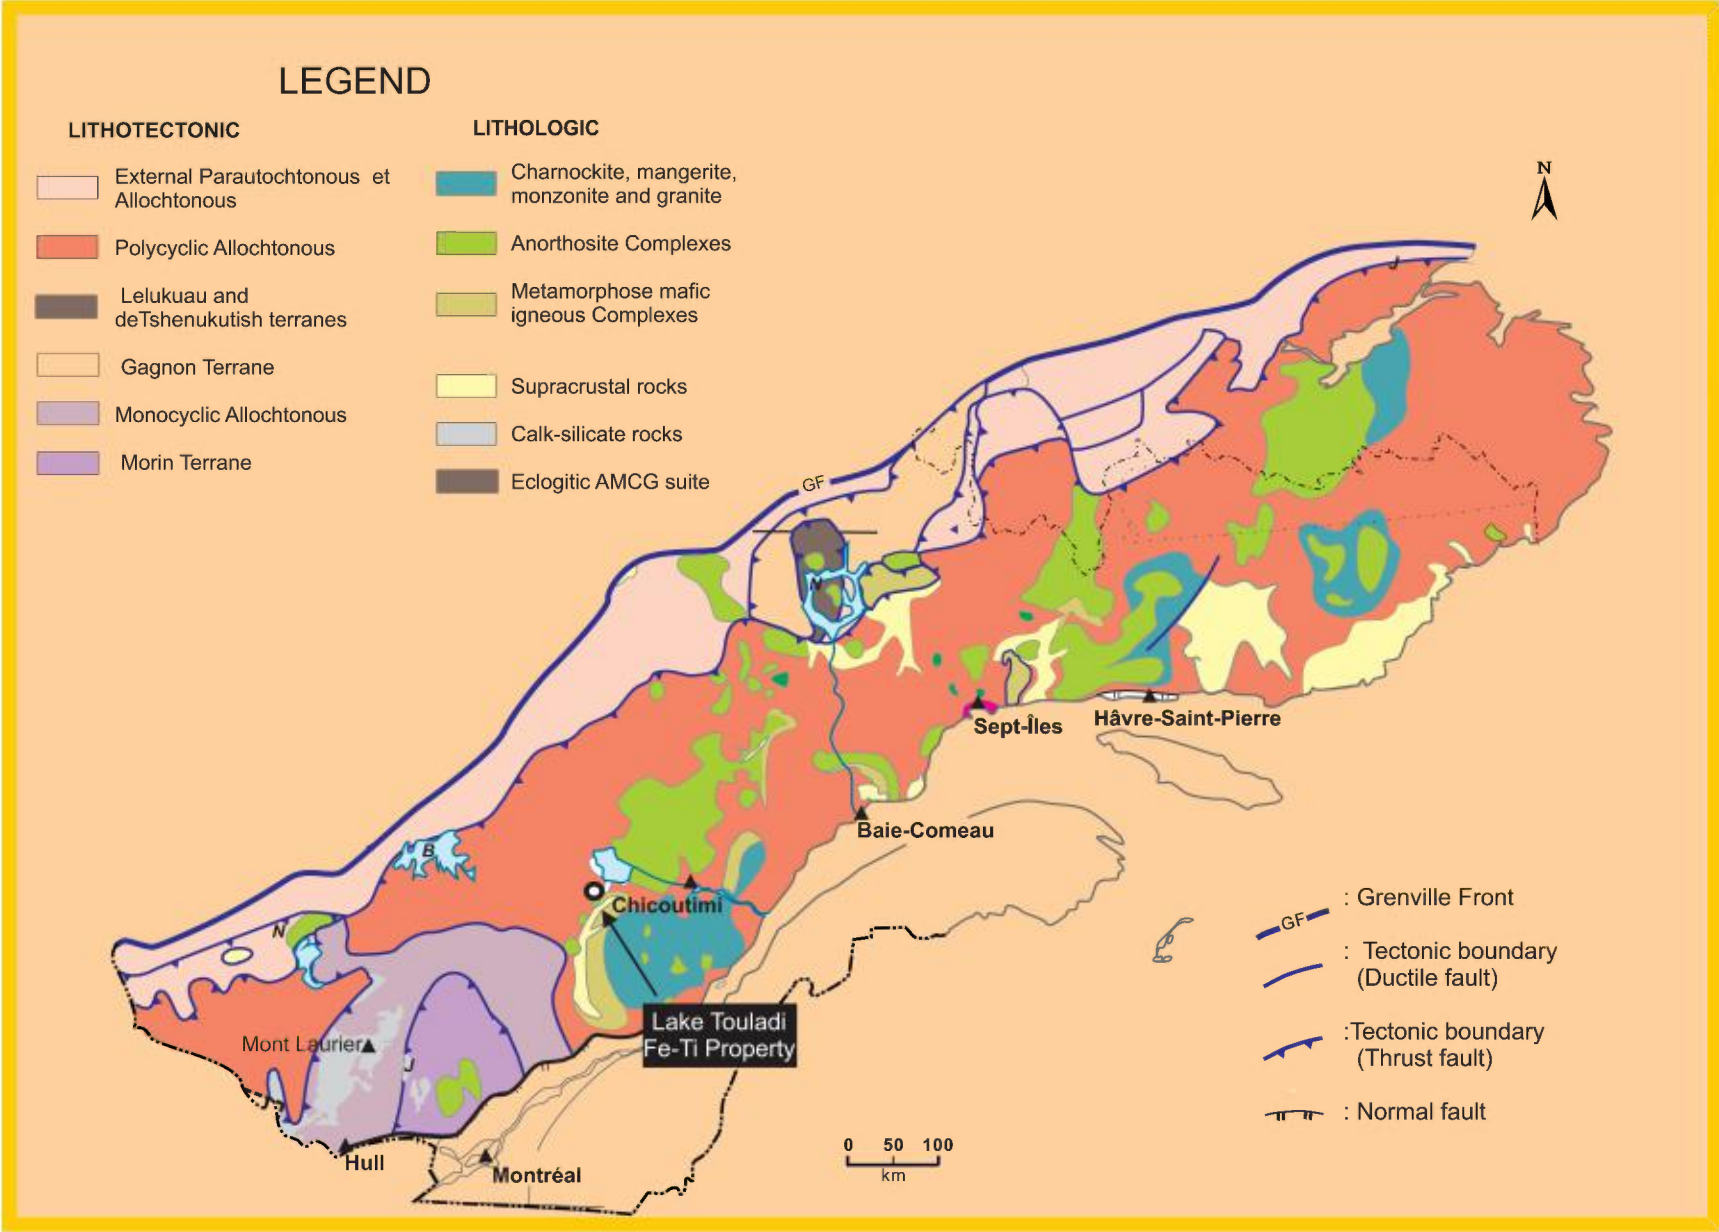 LEGEND
LITHOTECTONIC
External Parautochtonous et
Allochtonous
Polycyclic Allochtonous
Lelukuau and
deTshenukutish terranes
Gagnon Terrane
Monocyclic Allochtonous
Morin Terrane
LITHOLOGIC
Charnockite, mangerite,
monzonite and granite
Anorthosite Complexes
Metamorphose mafic
igneous Complexes
Supracrustal rocks
Calk-silicate rocks
Eclogitic AMCG suite
N
J
GF
N
Sept-Îles
Hâvre-Saint-Pierre
Baie-Comeau
B
Chicoutimi
N
Lake Touladi
Fe-Ti Property
Mont Laurier
J
J
Hull
Montréal
: Grenville Front
GF
: Tectonic boundary
(Ductile fault)
:Tectonic boundary
(Thrust fault)
: Normal fault
0 50 100
km